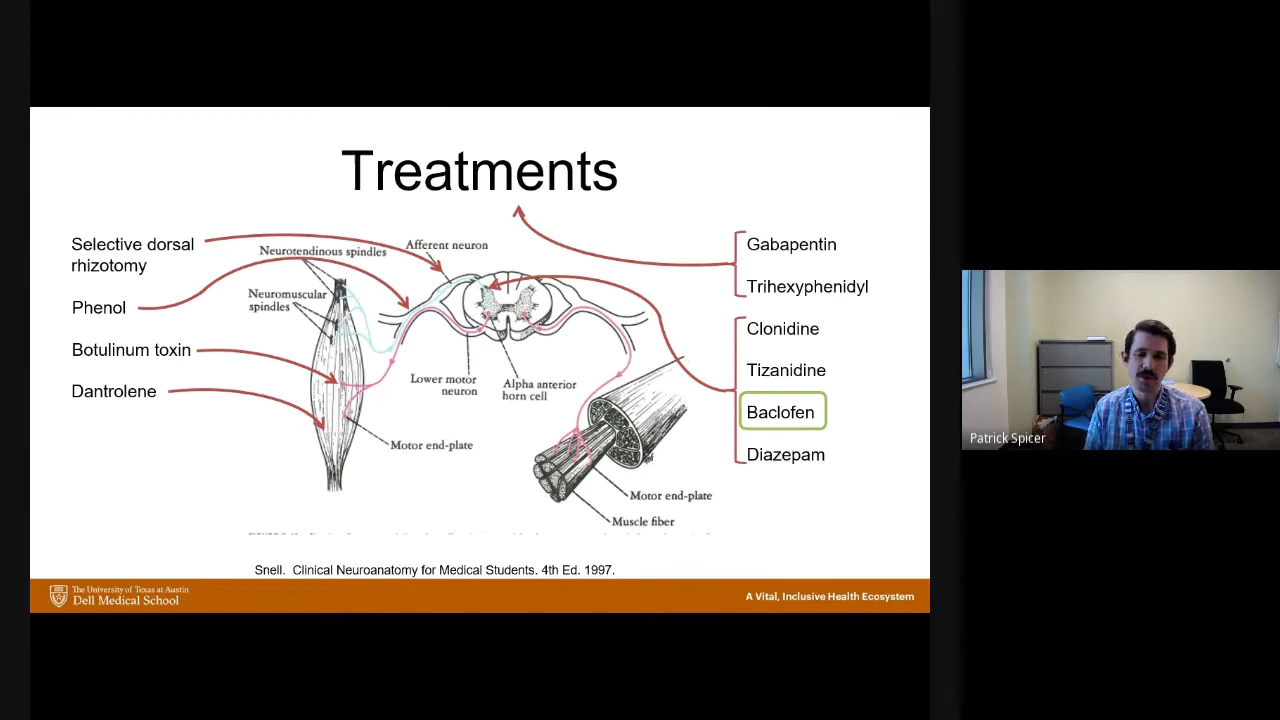 Treatments
Selective dorsal
rhizotomy
Phenol
Botulinum toxin
Dantrolene
Neurotendinous spindles
Afferent neuron
Neuromuscular
spindles
Lower motor
neuron
Alpha anterior
horn cell
Motor end-plate
Motor end-plate
Muscle fiber
Gabapentin
Trihexyphenidyl
Clonidine
Tizanidine
Baclofen
Diazepam
Snell. Clinical Neuroanatomy for Medical Students. 4th Ed. 1997.
The University of Texas at Austin
Dell Medical School
A Vital, Inclusive Health Ecosystem
Patrick Spicer